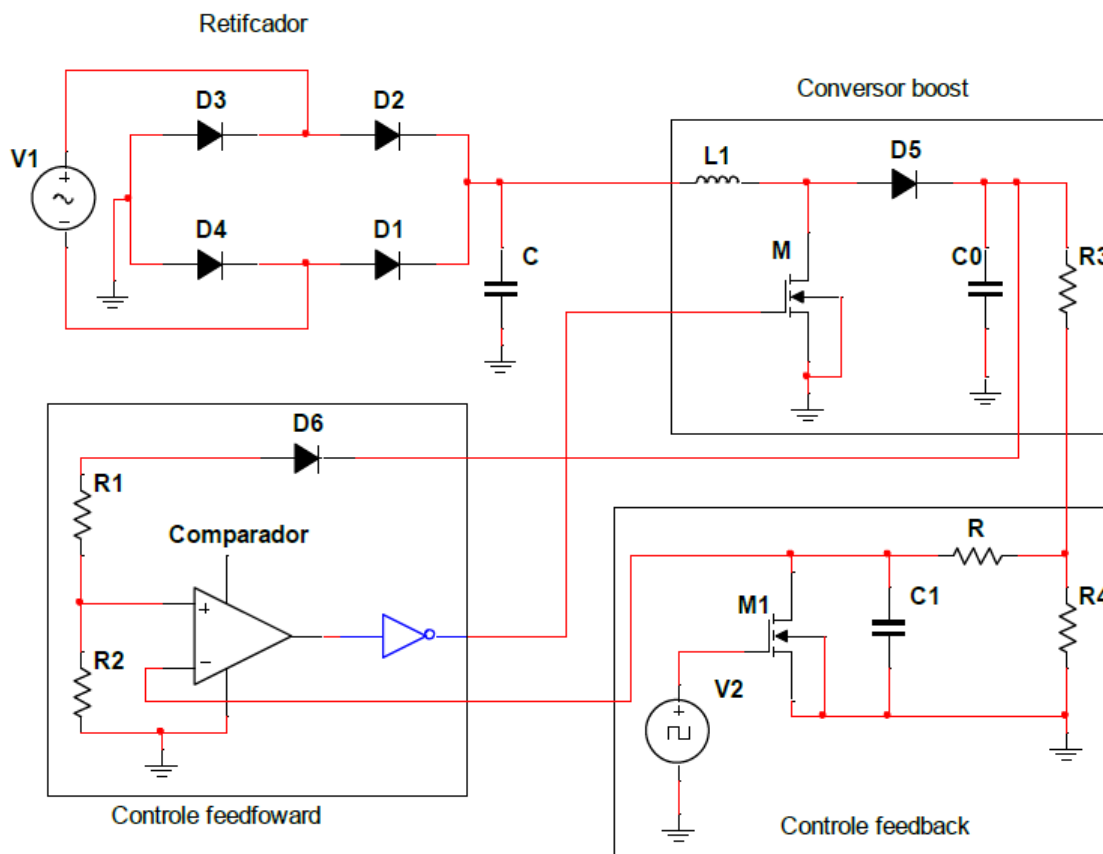 Retifcador
D3
D2
V1
D4
D1
C
Conversor boost
L1
D5
M
C0
R3
D6
R1
Comparador
R2
Controle feedfoward
R
M1
C1
R4
V2
Controle feedback